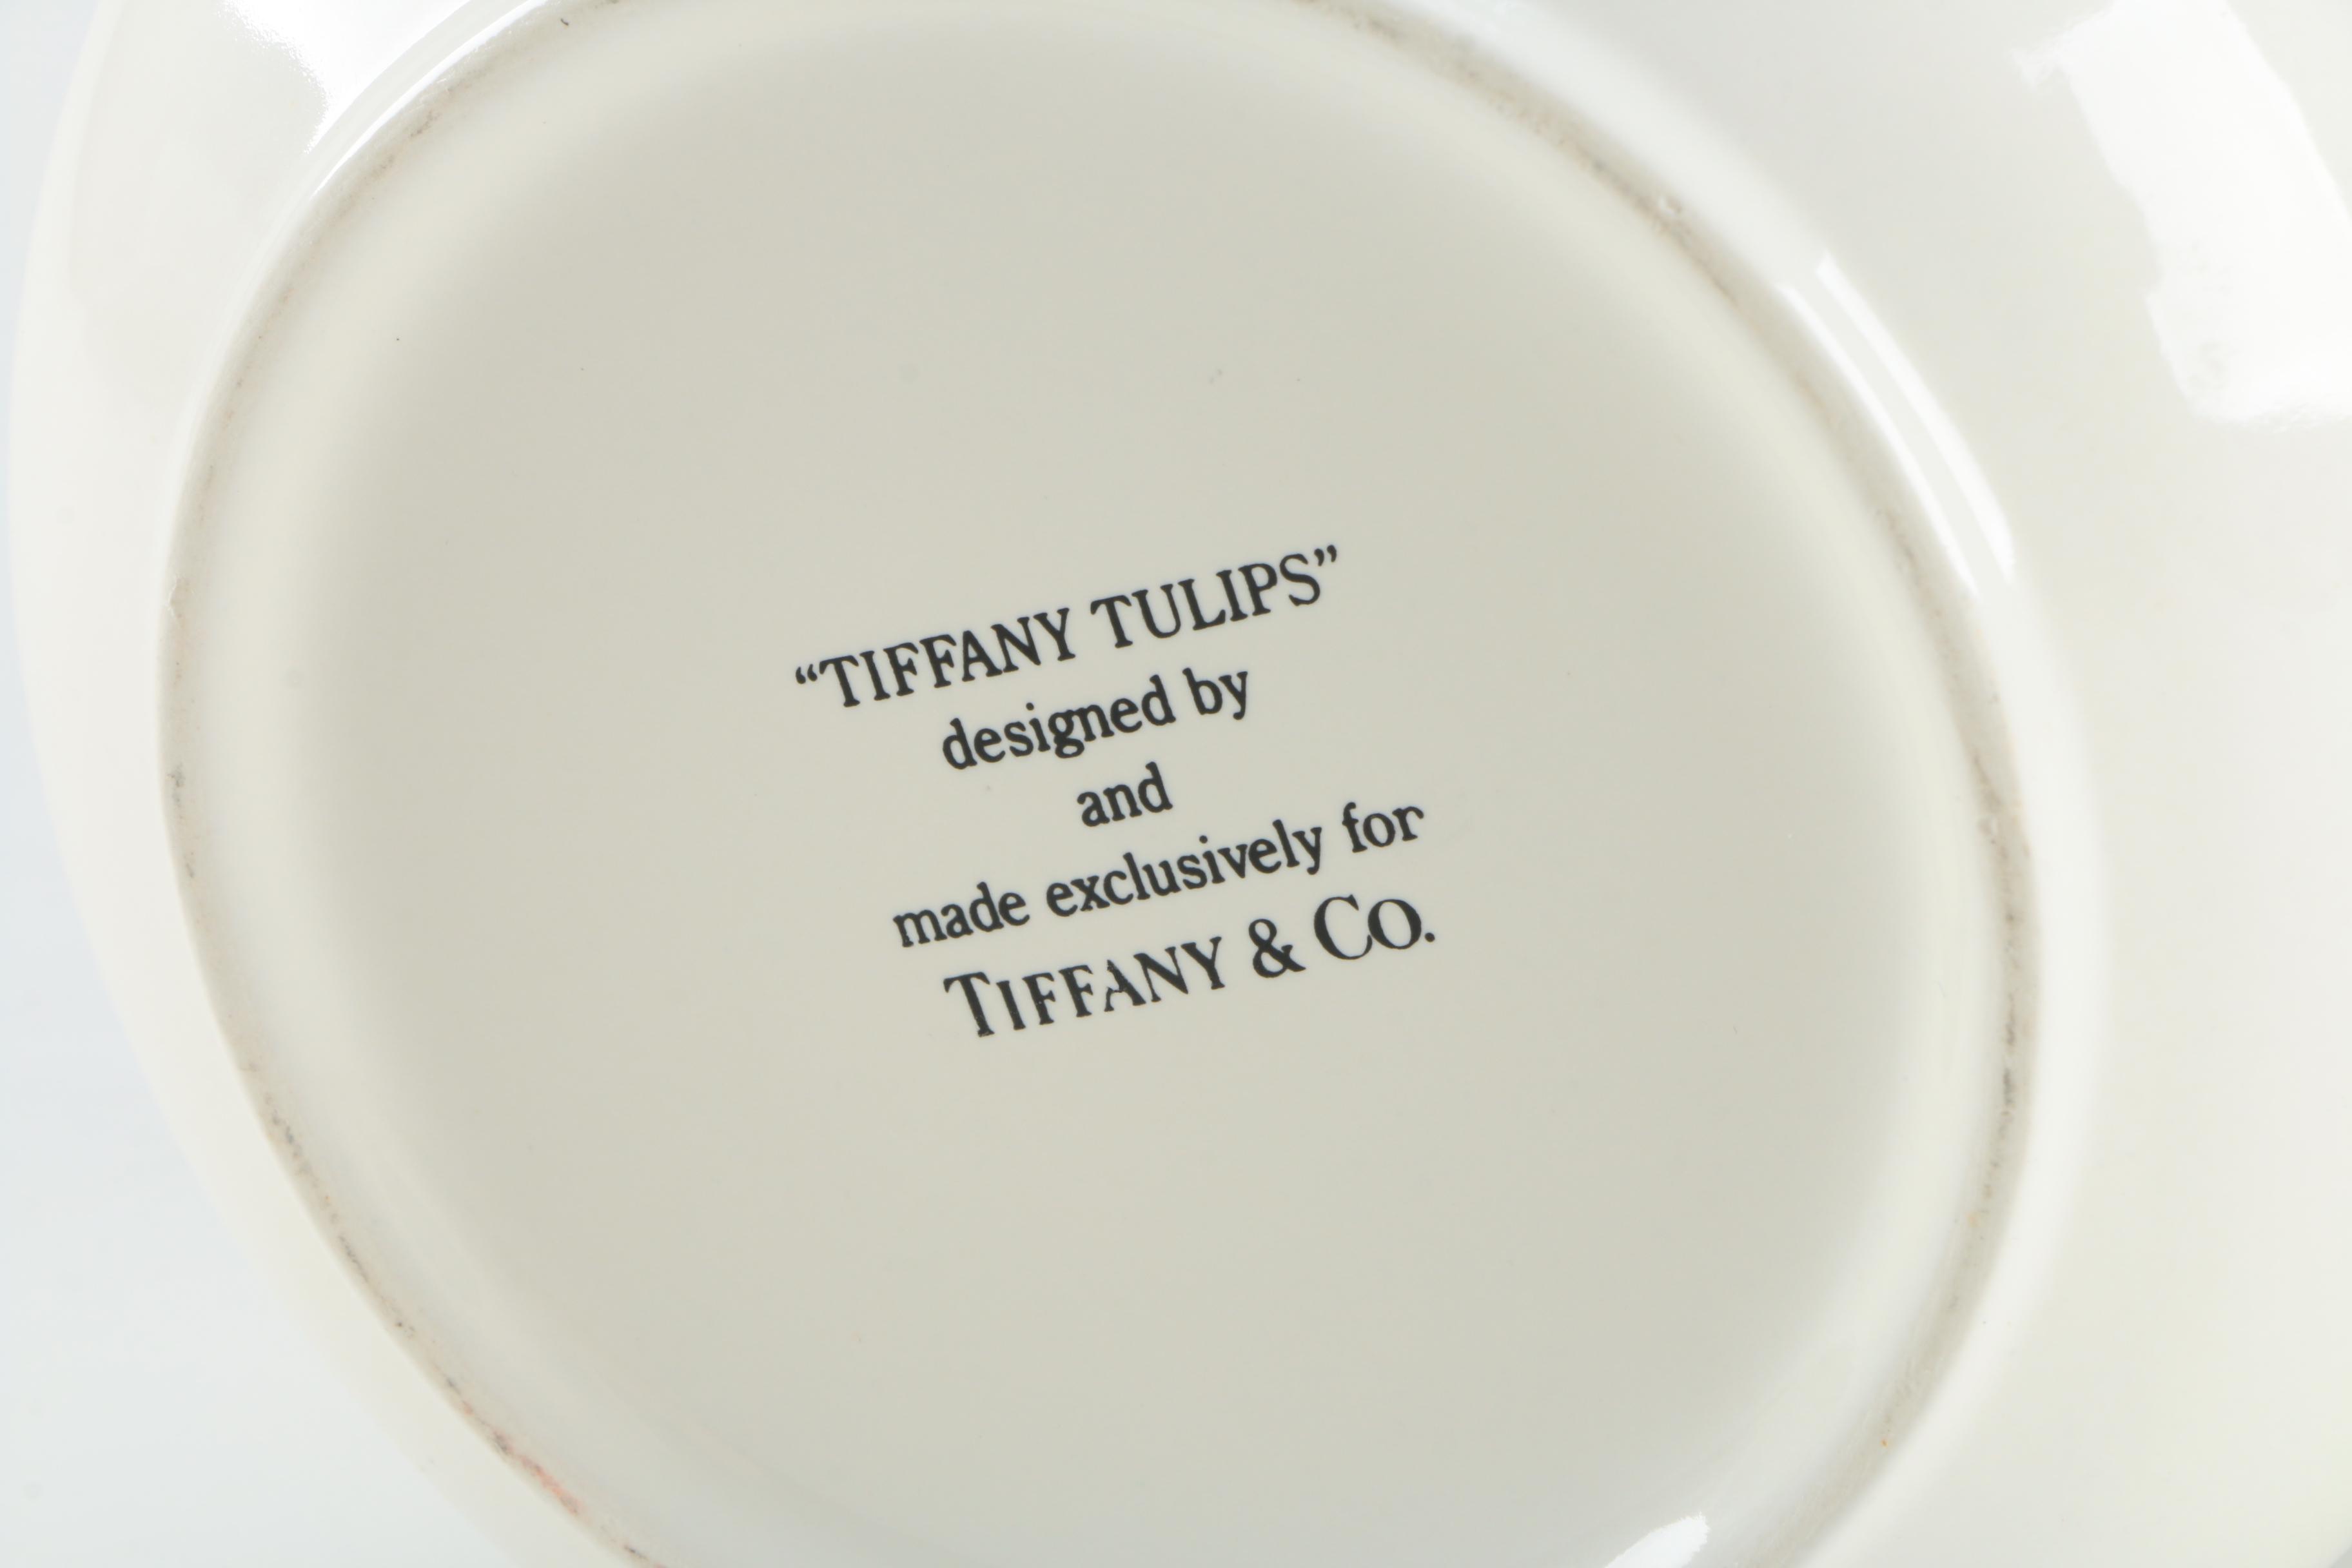 “TIFFANY TULIPS”
designed by
and
made exclusively for
TIFFANY & CO.